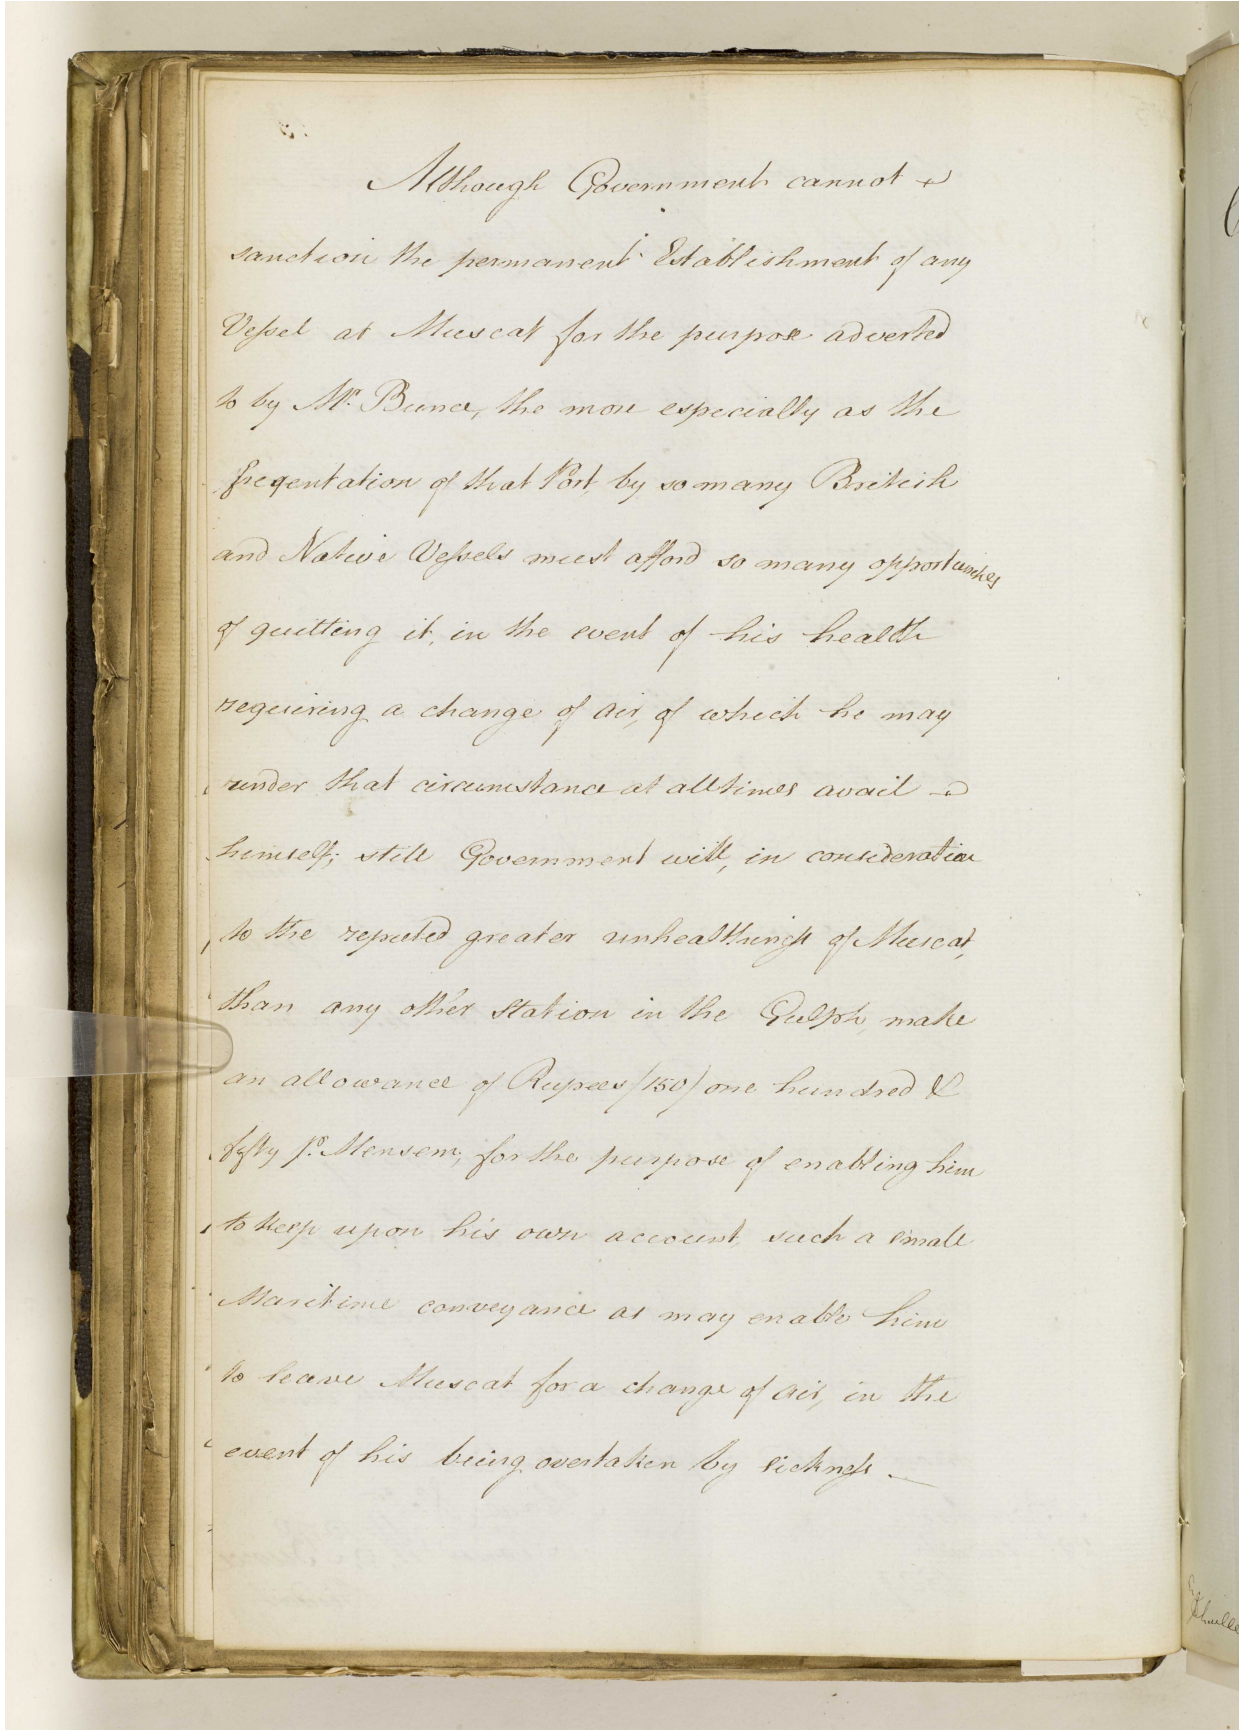 Although Government cannot
sanction the permanent Establishment of any
Vessel at Muscat for the purpose adverted
to by Mr. Bunce, the more especially as the
freqentation of that Port, by so many British
and Native Vessels must afford so many opportunities
of quitting it, in the event of his health
requiring a change of air, of which he may
under that circumstance at all times avail
himself; still Government will, in consideration
to the reputed greater unhealthiness of Muscat,
than any other Station in the Gulph, make
an allowance of Rupees /150/ one hundred &
fifty pr. Mensem, for the purpose of enabling him
to keep upon his own account, such a small
Maritime conveyance as may enable him
to leave Muscat for a change of air, in the
event of his being overtaken by sickness.